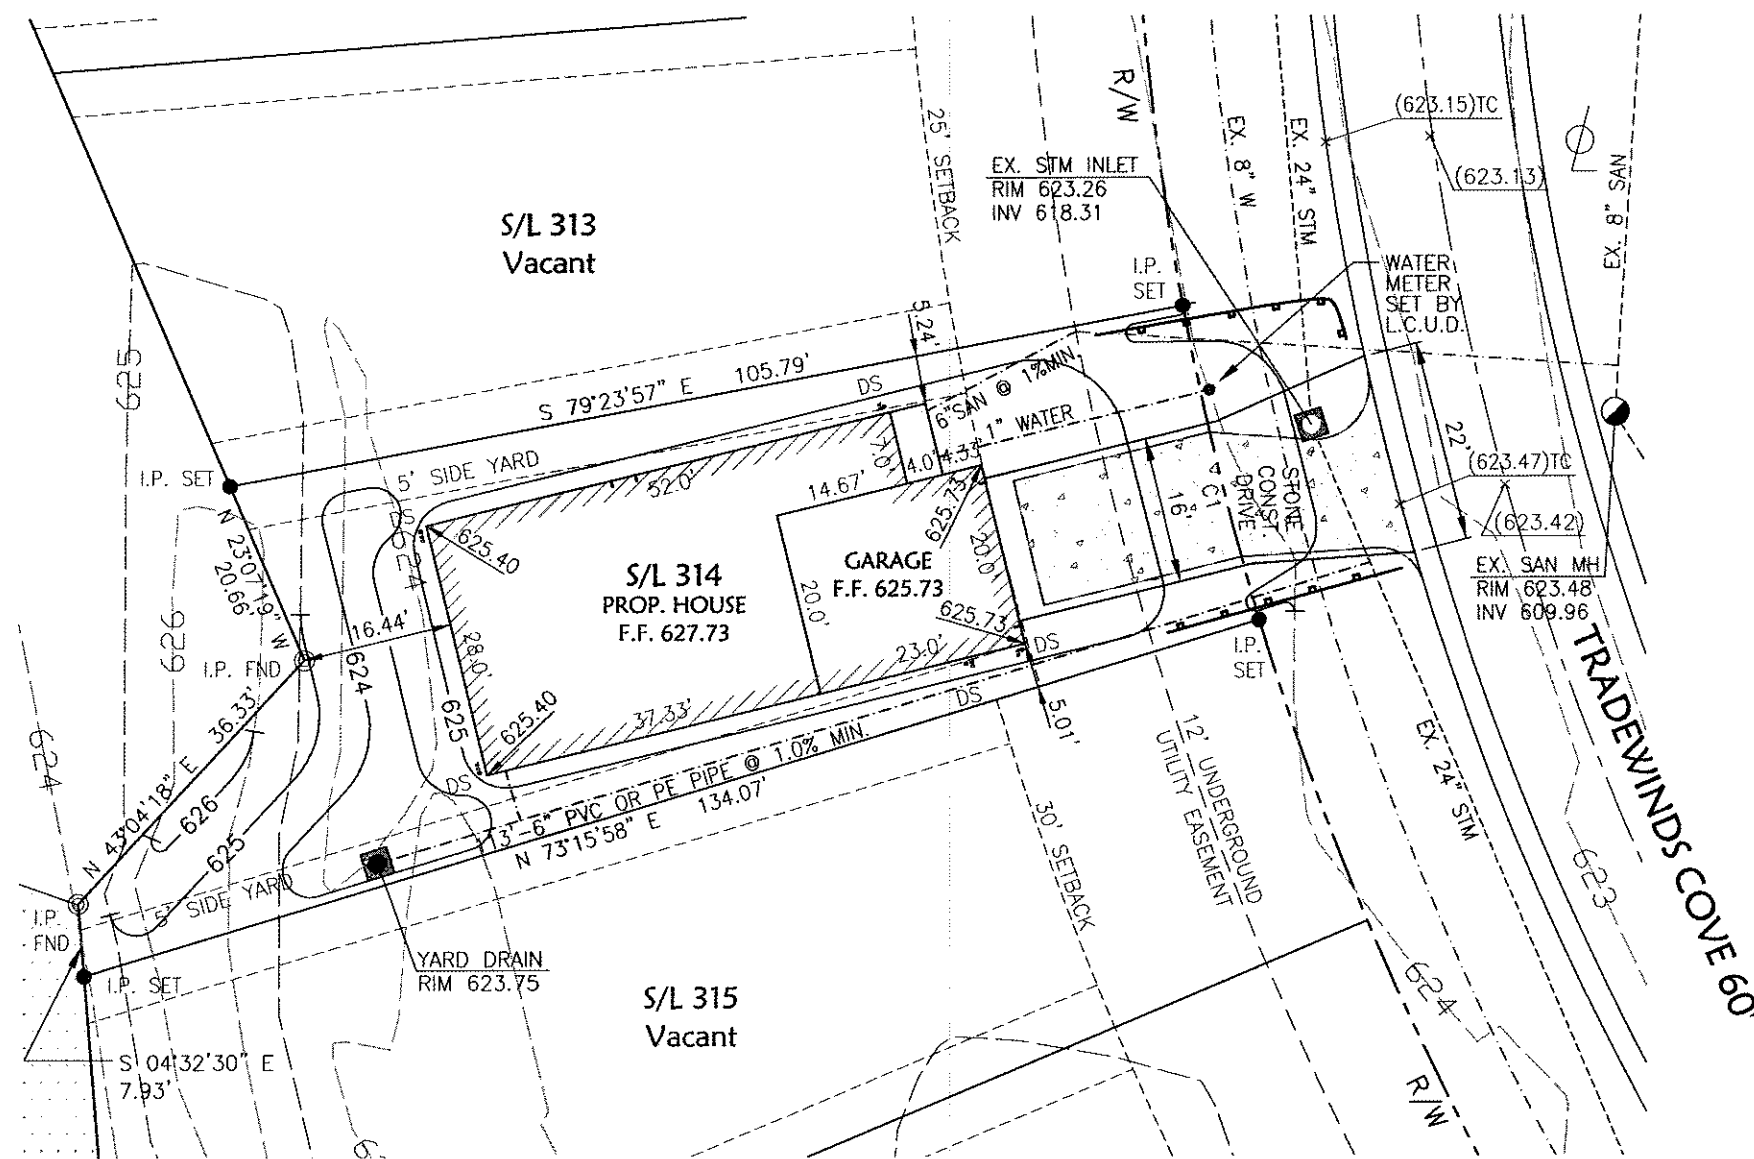 R/W
25' SETBACK
EX. 8" W
EX. 24" STM
(623.15)TC
(623.13)
EX. 8" SAN
EX. STM INLET
RIM 623.26
INV 618.31
S/L 313
Vacant
I.P.
SET
WATER
METER
SET BY
L.C.U.D.
5.24'
625
S 79°23'57" E 105.79'
DS
6"SAN @ 1%MIN.
1" WATER
I.P. SET
5' SIDE YARD
52.0'
7.0'
4.0'
4.33'
14.67'
22'
(623.47)TC
(623.42)
STONE
CONST.
DRIVE
C1
16'
DS
624
625.40
625.73
20.0'
N 23°07'19" W
20.66'
S/L 314
PROP. HOUSE
F.F. 627.73
GARAGE
F.F. 625.73
EX. SAN MH
RIM 623.48
INV 609.96
626
16.44'
I.P. FND
624
28.0'
20.0'
625.73
23.0'
DS
I.P.
SET
TRADEWINDS COVE 60'
N 43°04'18" E 36.33'
624
625
625.40
37.33'
DS
5.01'
DS
13'-6" PVC OR PE PIPE @ 1.0% MIN.
N 73°15'58" E 134.07'
12' UNDERGROUND
UTILITY EASEMENT
EX. 24" STM
626
625
5' SIDE YARD
30' SETBACK
623
I.P.
FND
I.P. SET
YARD DRAIN
RIM 623.75
S/L 315
Vacant
624
S 04°32'30" E
7.93'
R/W